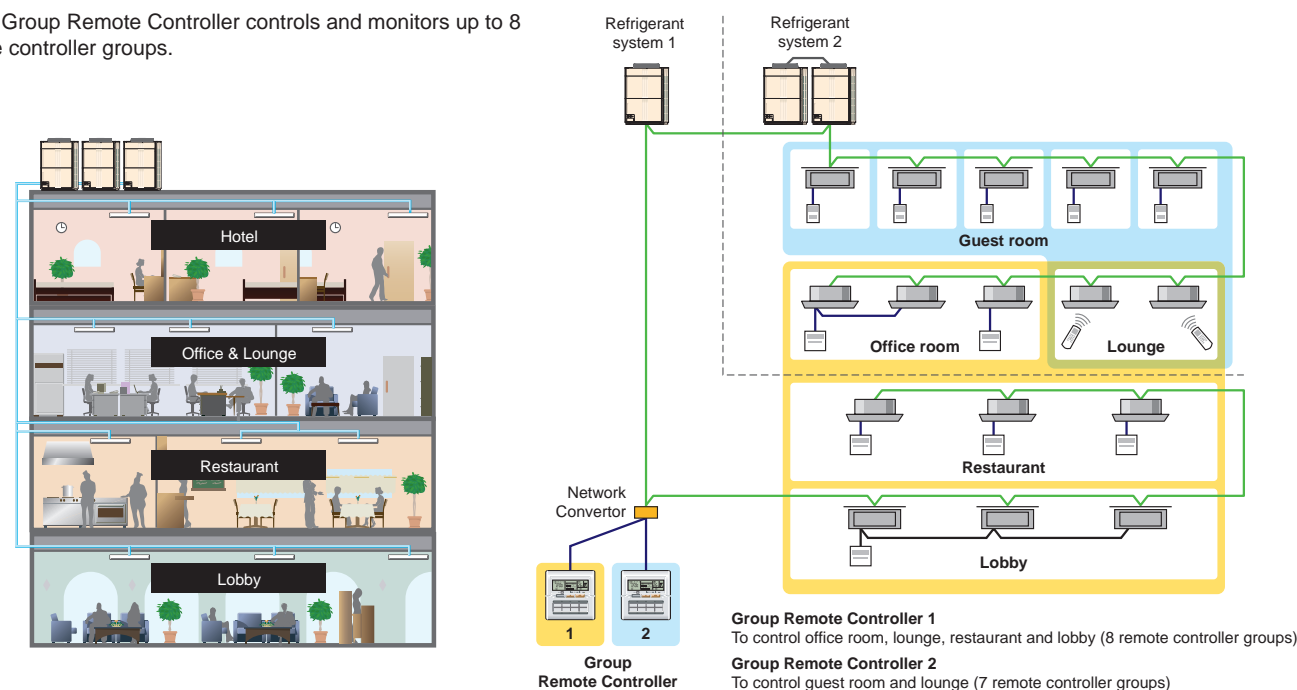 Group Remote Controller controls and monitors up to 8
controller groups.
Refrigerant
system 1
Refrigerant
system 2
Hotel
Office & Lounge
Restaurant
Lobby
Guest room
Office room
Lounge
Restaurant
Lobby
Network
Convertor
1
2
Group
Remote Controller
Group Remote Controller 1
To control office room, lounge, restaurant and lobby (8 remote controller groups)
Group Remote Controller 2
To control guest room and lounge (7 remote controller groups)